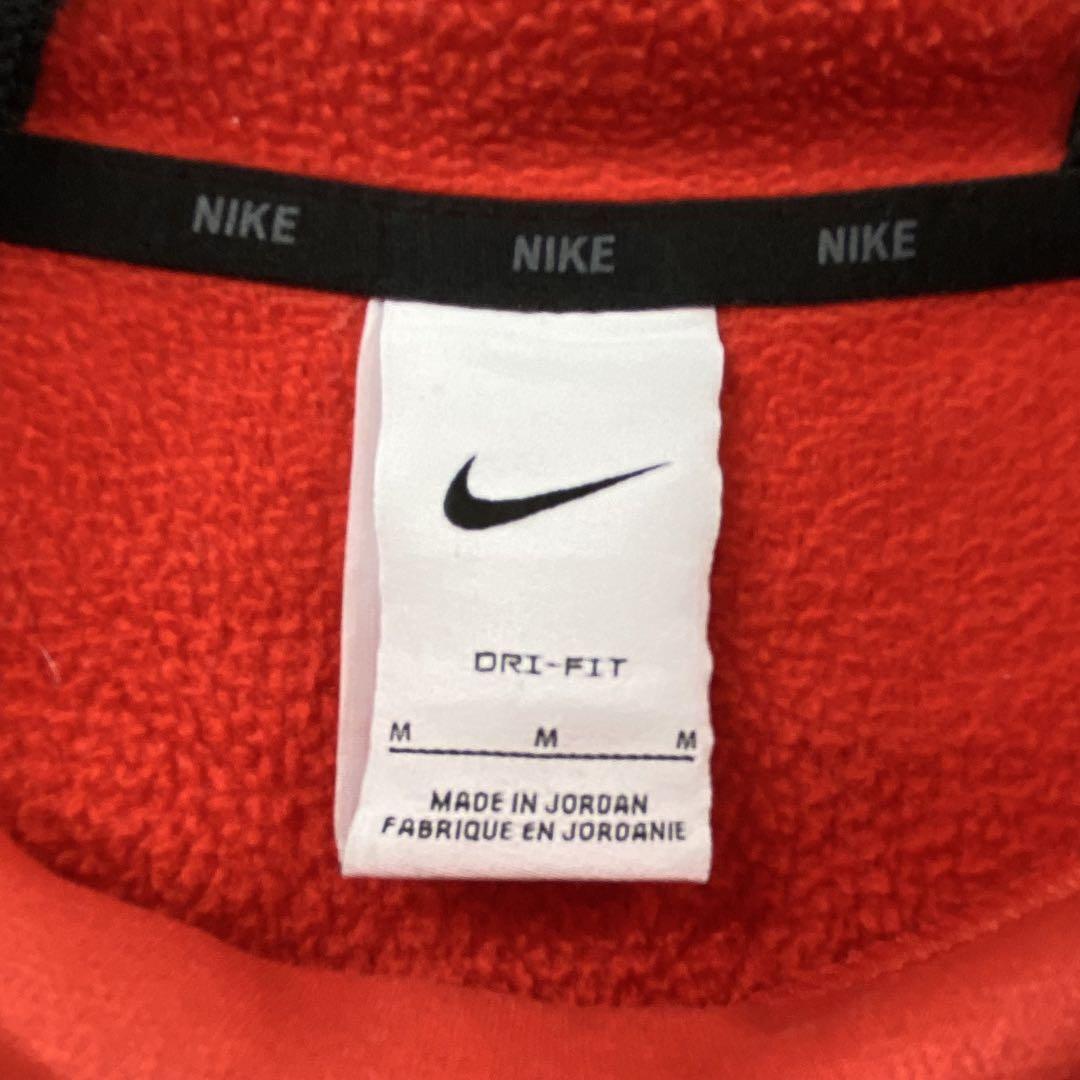 NIKE NIKE NIKE
DRI-FIT
M M M
MADE IN JORDAN
FABRIQUE EN JORDANIE